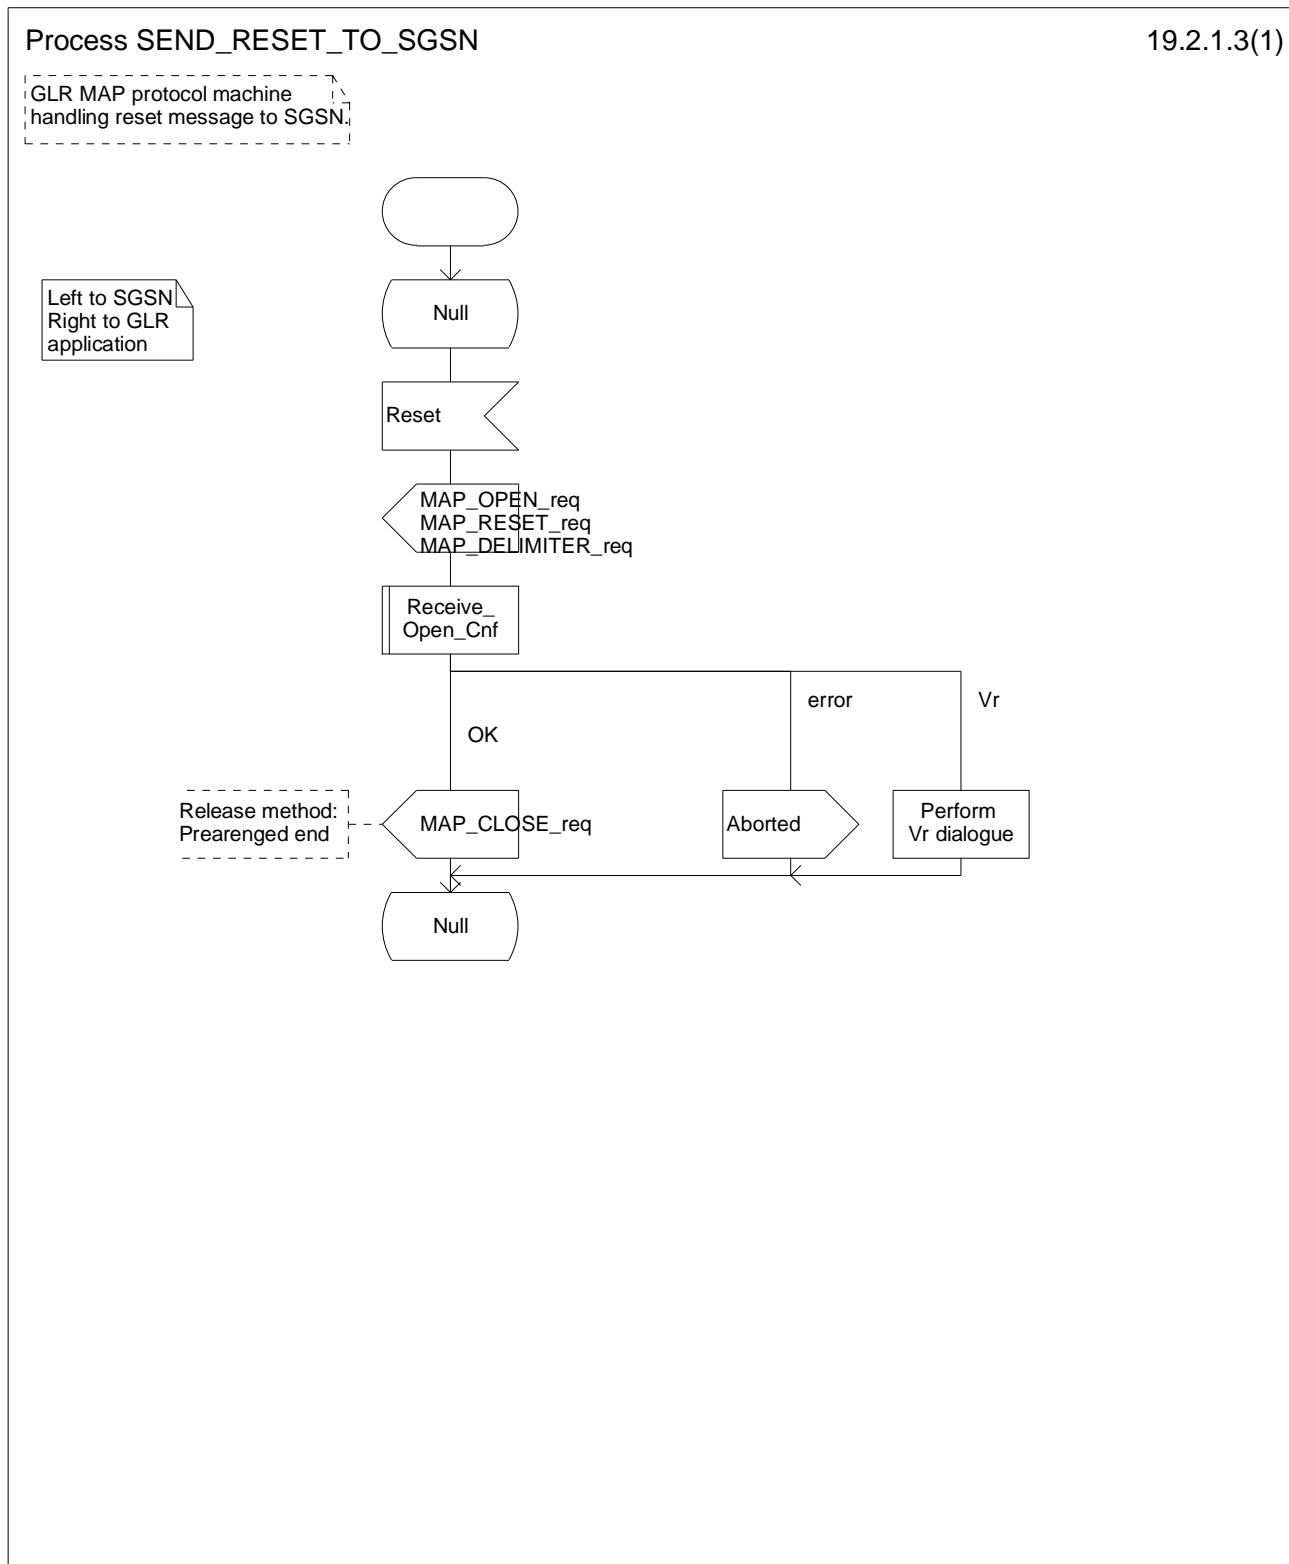 Process SEND_RESET_TO_SGSN
19.2.1.3(1)
GLR MAP protocol machine
handling reset message to SGSN.
Left to SGSN
Right to GLR
application
Null
Reset
MAP_OPEN_req
MAP_RESET_req
MAP_DELIMITER_req
Receive_
Open_Cnf
error
Vr
OK
Release method:
Prearenged end
MAP_CLOSE_req
Aborted
Perform
Vr dialogue
Null